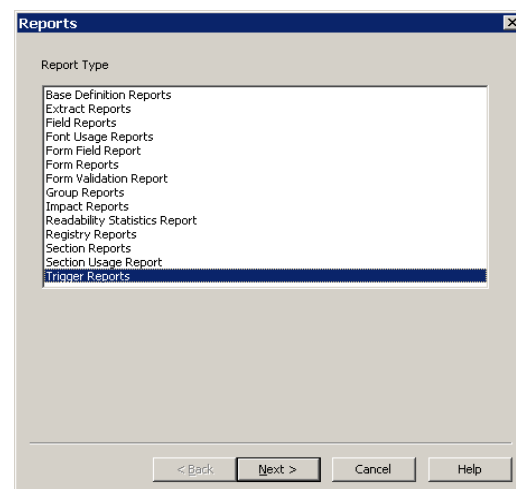 Reports
Report Type
Base Definition Reports
Extract Reports
Field Reports
Font Usage Reports
Form Field Report
Form Reports
Form Validation Report
Group Reports
Impact Reports
Readability Statistics Report
Registry Reports
Section Reports
Section Usage Report
Trigger Reports
< Back Next > Cancel Help